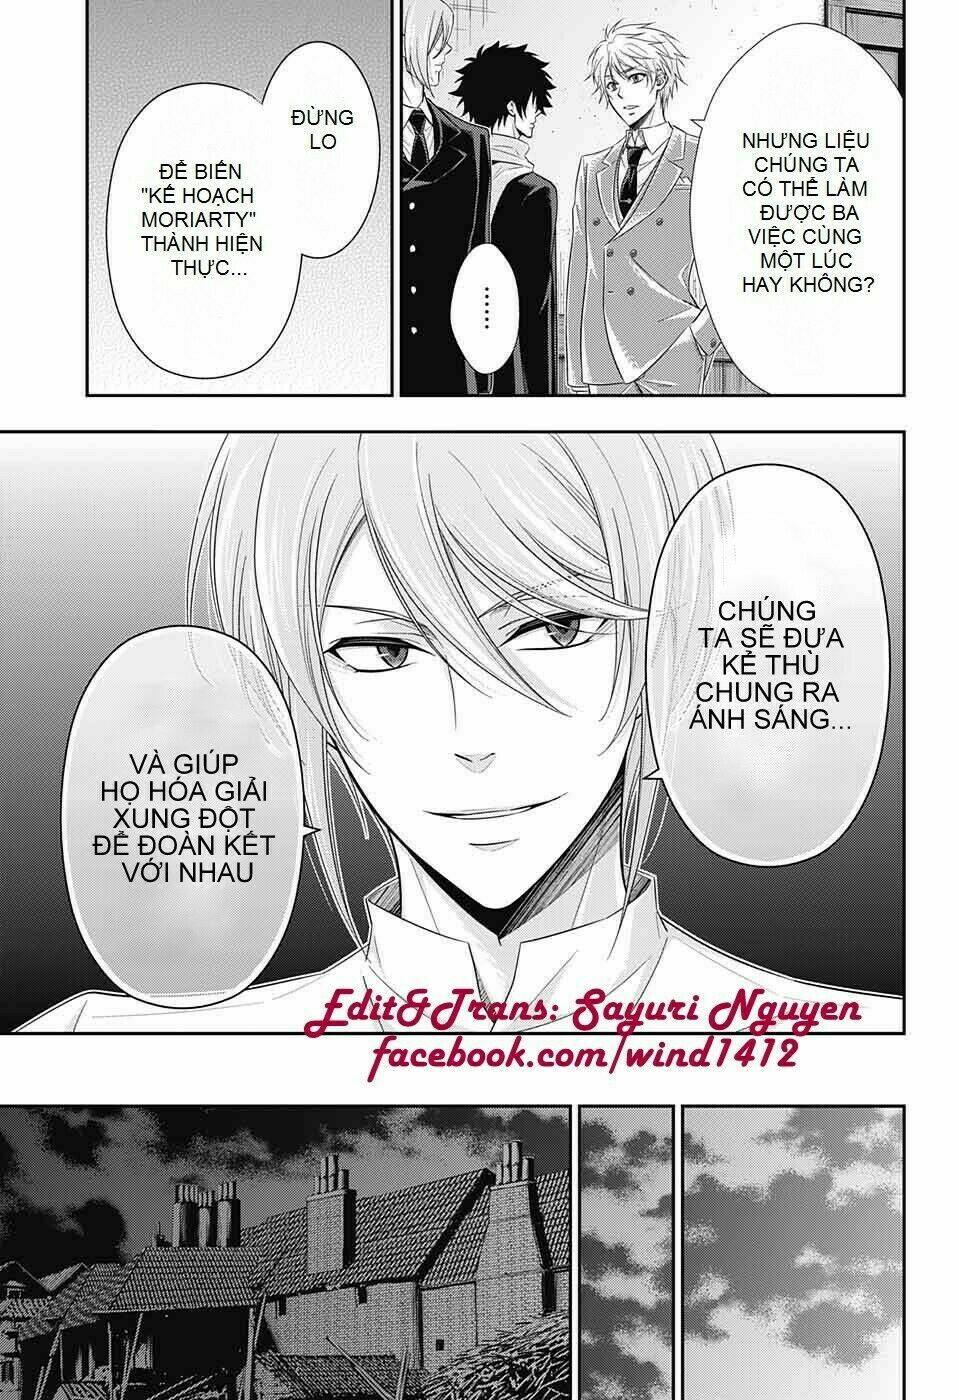 NHƯNG LIỆU
CHÚNG TA
CÓ THỂ LÀM
ĐƯỢC BA
VIỆC CÙNG
MỘT LÚC
HAY KHÔNG?
......
ĐỪNG
LO
ĐỂ BIẾN
"KẾ HOẠCH
MORIARTY"
THÀNH HIỆN
THỰC...
CHÚNG
TA SẼ ĐƯA
KẺ THÙ
CHUNG RA
ÁNH SÁNG...
VÀ GIÚP
HỌ HÓA GIẢI
XUNG ĐỘT
ĐỂ ĐOÀN KẾT
VỚI NHAU
Edit&Trans: Sayuri Nguyen
facebook.com/wind1412